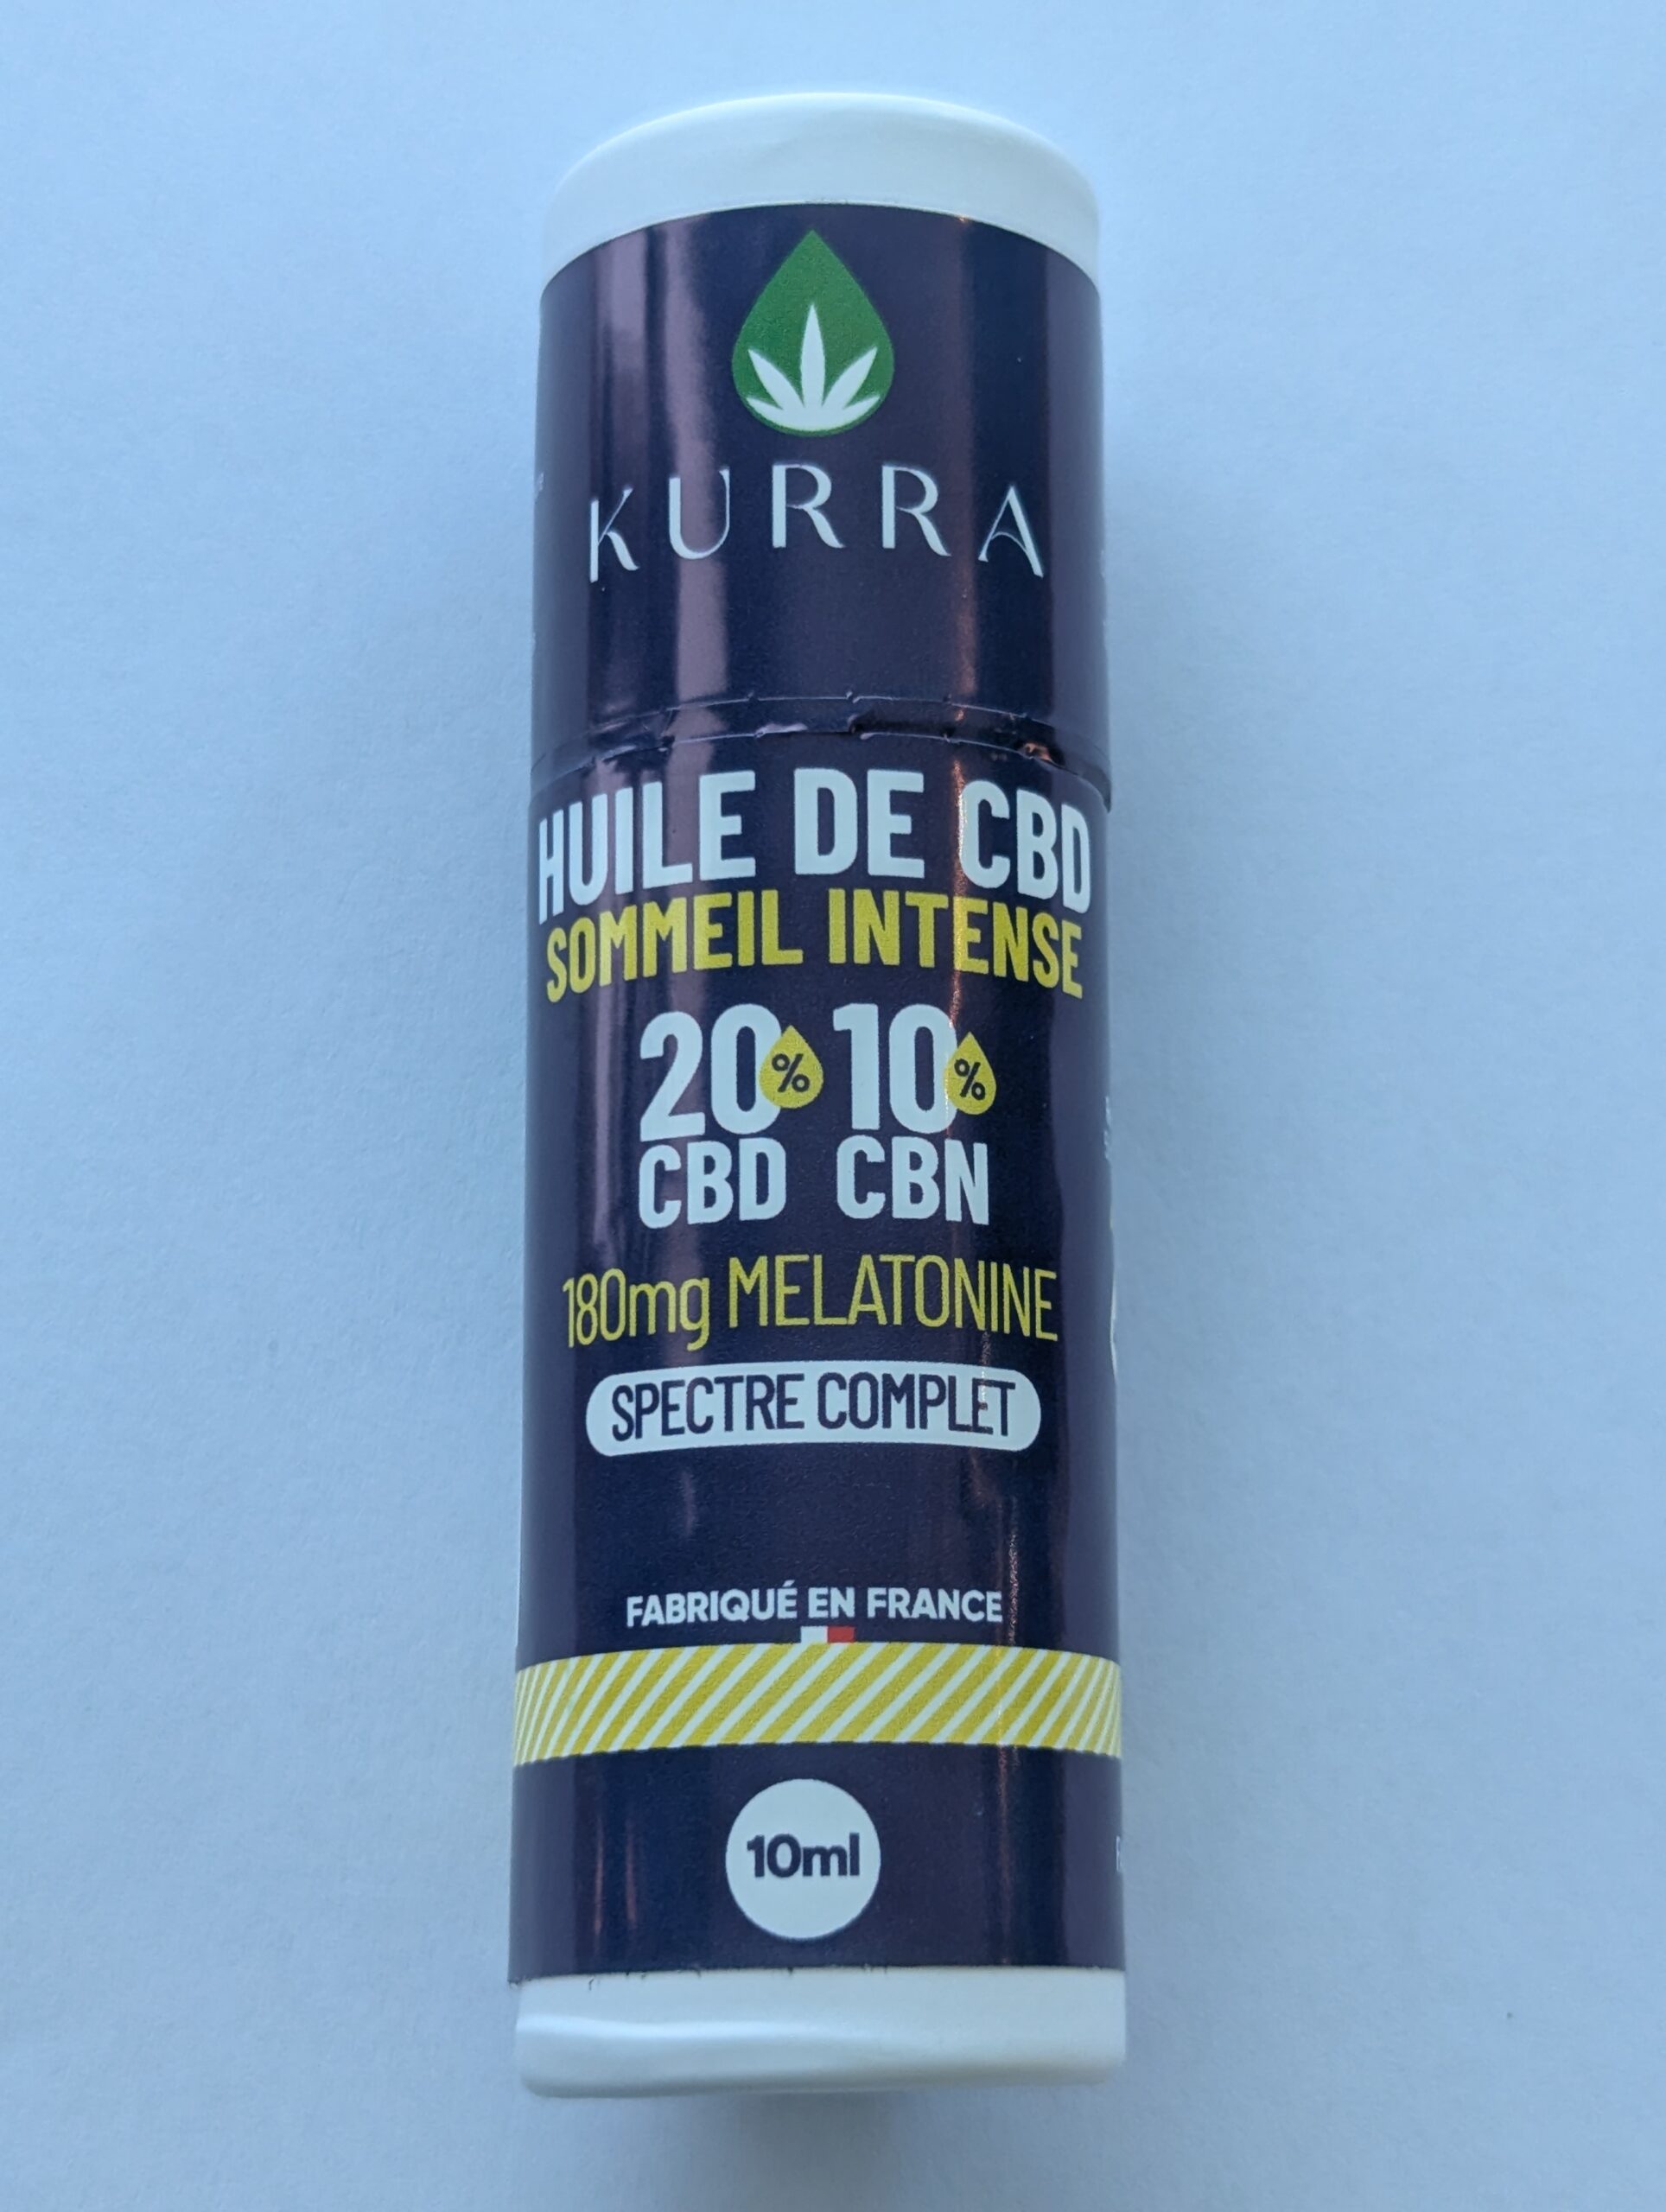 KURRA
HUILE DE CBD
SOMMEIL INTENSE
20% 10%
CBD CBN
180mg MELATONINE
SPECTRE COMPLET
FABRIQUÉ EN FRANCE
10ml